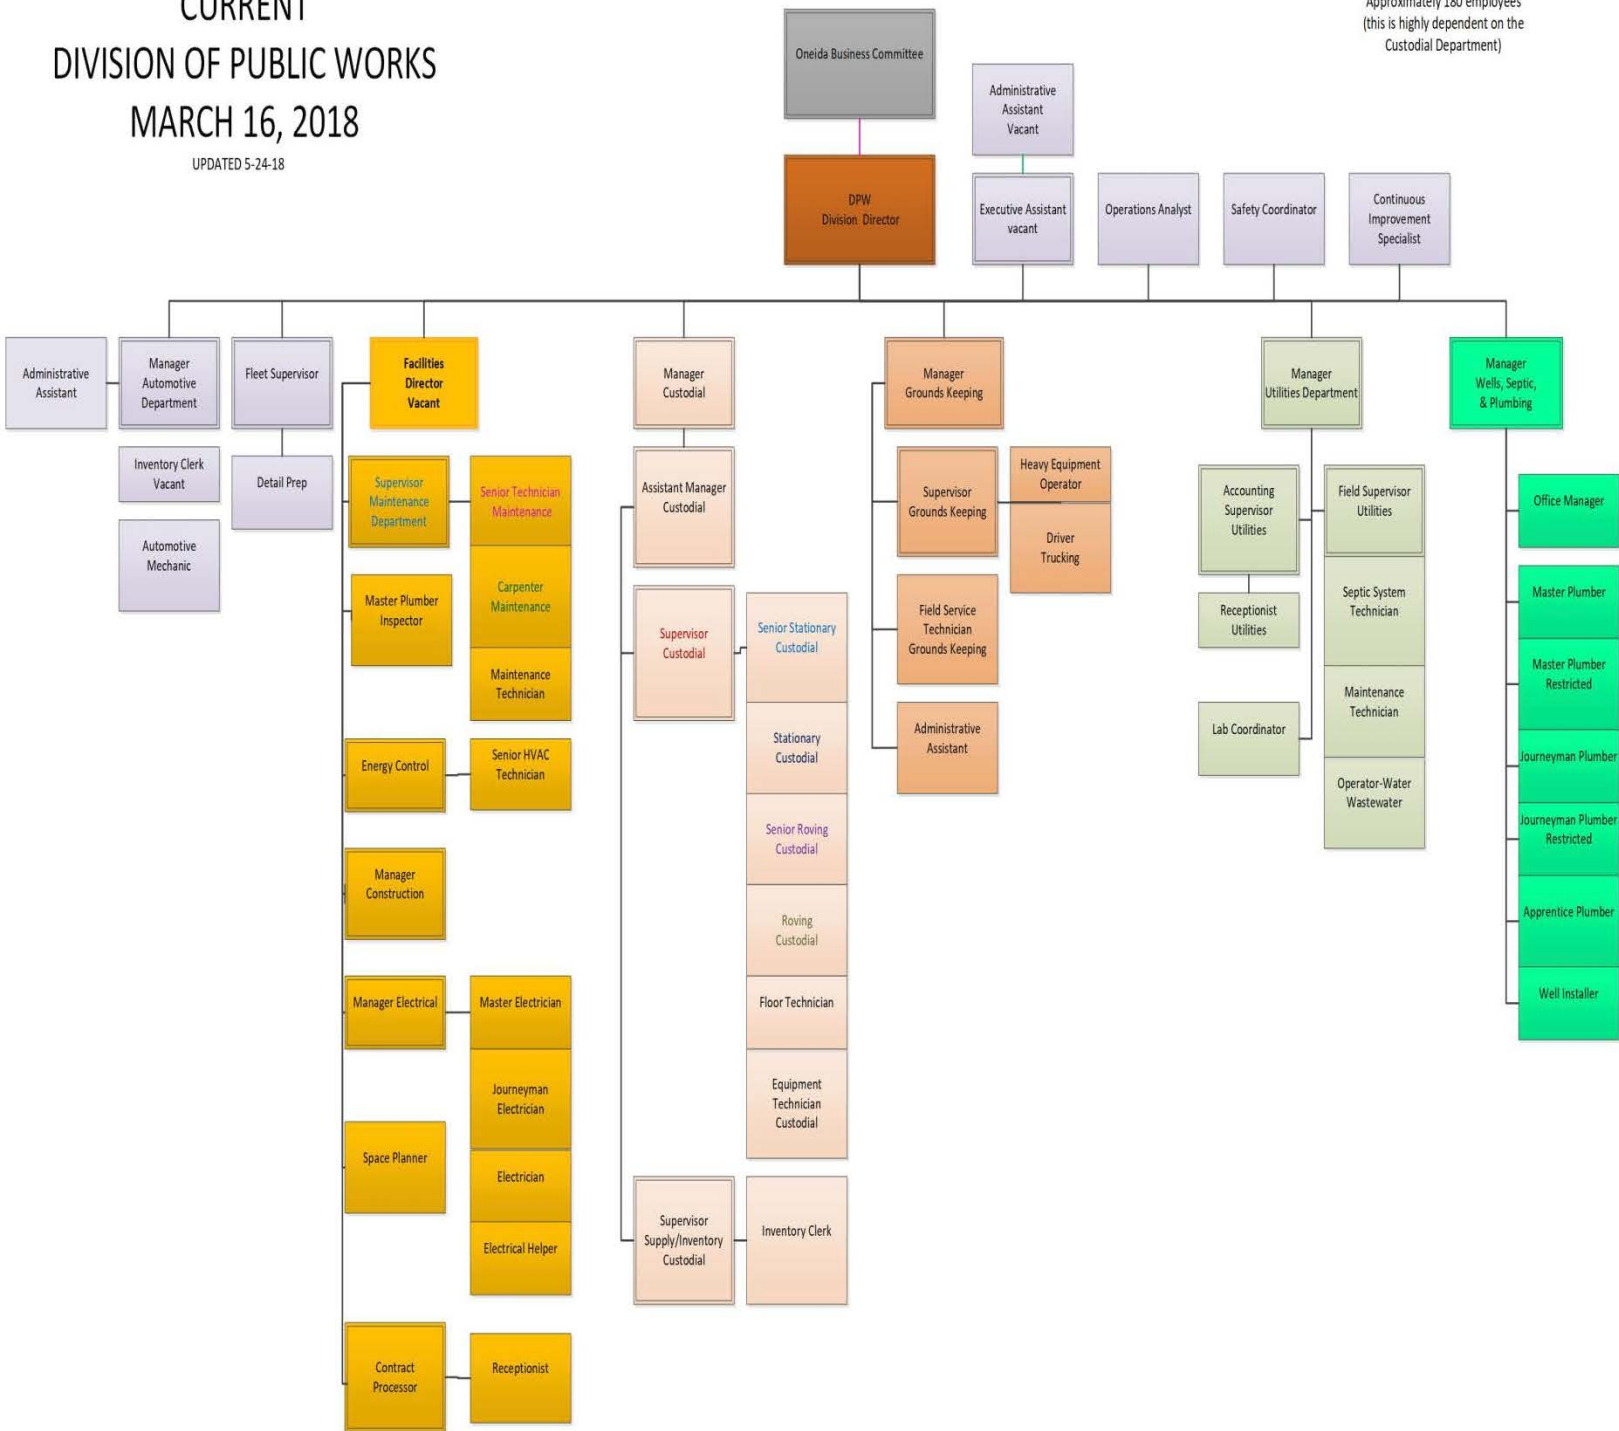 CURRENT
DIVISION OF PUBLIC WORKS
MARCH 16, 2018
UPDATED 5-24-18
Approximately 180 employees
(this is highly dependent on the
Custodial Department)
Oneida Business Committee
Administrative
Assistant
Vacant
DPW
Division Director
Executive Assistant
vacant
Operations Analyst
Safety Coordinator
Continuous
Improvement
Specialist
Administrative
Assistant
Manager
Automotive
Department
Fleet Supervisor
Facilities
Director
Vacant
Manager
Custodial
Manager
Grounds Keeping
Manager
Utilities Department
Manager
Wells, Septic,
& Plumbing
Inventory Clerk
Vacant
Automotive
Mechanic
Detail Prep
Supervisor
Maintenance
Department
Senior Technician
Maintenance
Carpenter
Maintenance
Maintenance
Technician
Master Plumber
Inspector
Energy Control
Senior HVAC
Technician
Manager
Construction
Manager Electrical
Master Electrician
Journeyman
Electrician
Electrician
Electrical Helper
Space Planner
Contract
Processor
Receptionist
Assistant Manager
Custodial
Supervisor
Custodial
Senior Stationary
Custodial
Stationary
Custodial
Senior Roving
Custodial
Roving
Custodial
Floor Technician
Equipment
Technician
Custodial
Supervisor
Supply/Inventory
Custodial
Inventory Clerk
Supervisor
Grounds Keeping
Heavy Equipment
Operator
Driver
Trucking
Field Service
Technician
Grounds Keeping
Administrative
Assistant
Accounting
Supervisor
Utilities
Receptionist
Utilities
Lab Coordinator
Field Supervisor
Utilities
Septic System
Technician
Maintenance
Technician
Operator-Water
Wastewater
Office Manager
Master Plumber
Master Plumber
Restricted
Journeyman Plumber
Journeyman Plumber
Restricted
Apprentice Plumber
Well Installer